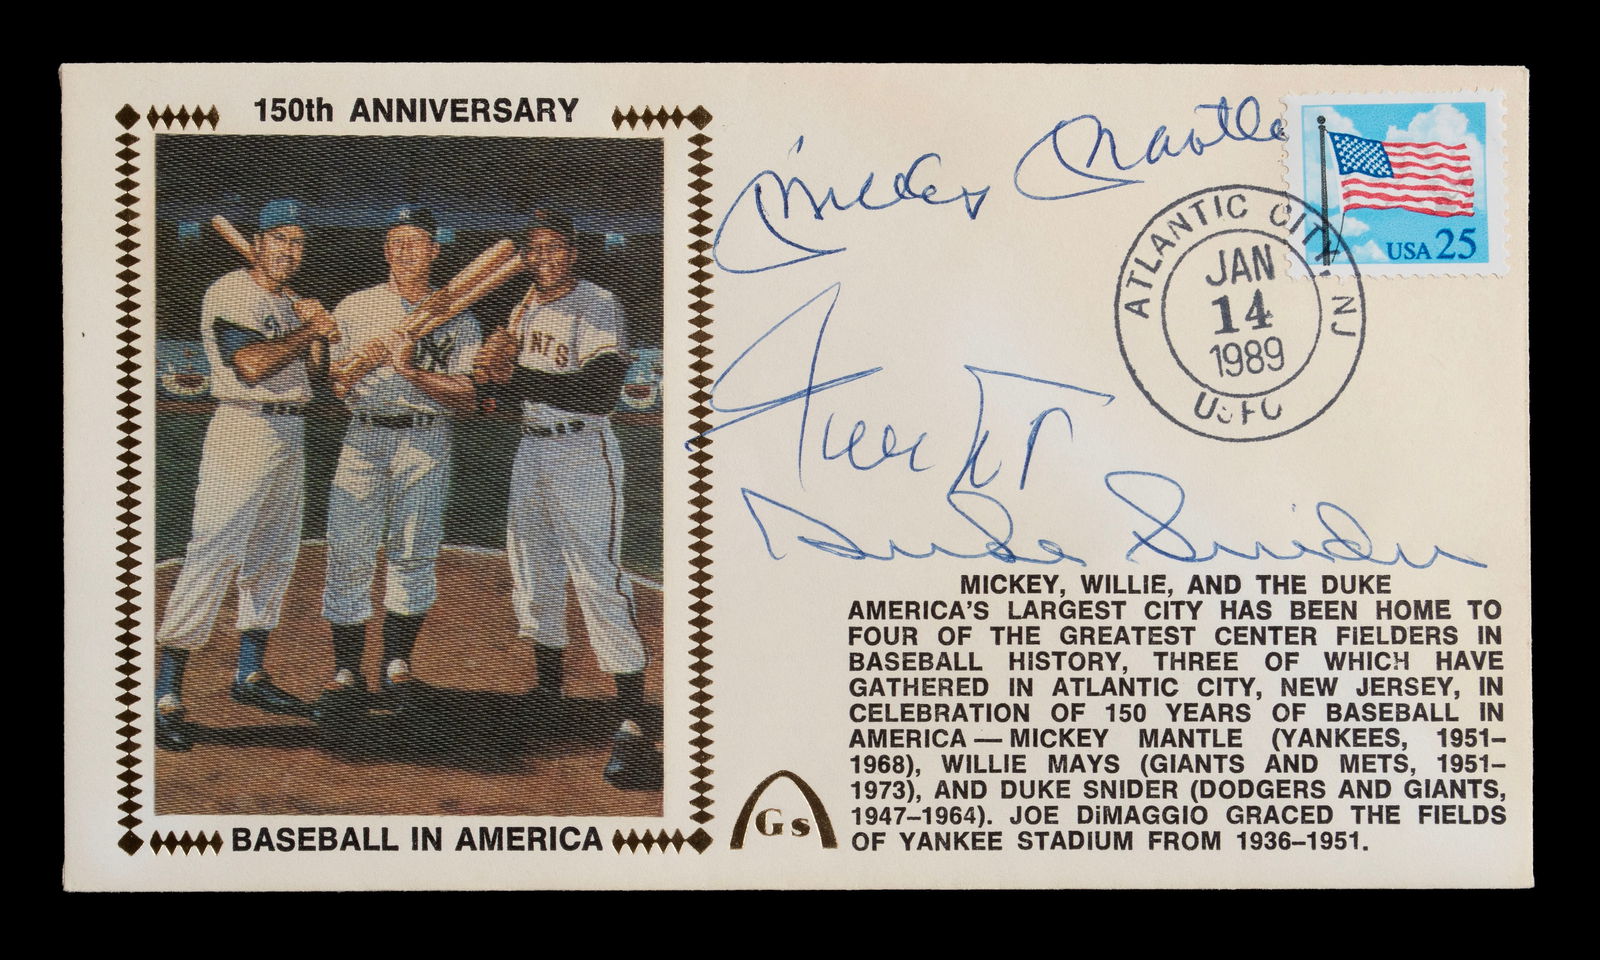 150th ANNIVERSARY
NTS
NY
BASEBALL IN AMERICA
Mickey Mantle
Willie Mays
Duke Snider
USA 25
ATLANTIC CITY, NJ
JAN
14
1989
USPO
MICKEY, WILLIE, AND THE DUKE
AMERICA'S LARGEST CITY HAS BEEN HOME TO
FOUR OF THE GREATEST CENTER FIELDERS IN
BASEBALL HISTORY, THREE OF WHICH HAVE
GATHERED IN ATLANTIC CITY, NEW JERSEY, IN
CELEBRATION OF 150 YEARS OF BASEBALL IN
AMERICA — MICKEY MANTLE (YANKEES, 1951–
1968), WILLIE MAYS (GIANTS AND METS, 1951–
1973), AND DUKE SNIDER (DODGERS AND GIANTS,
1947–1964). JOE DiMAGGIO GRACED THE FIELDS
OF YANKEE STADIUM FROM 1936–1951.
Gs